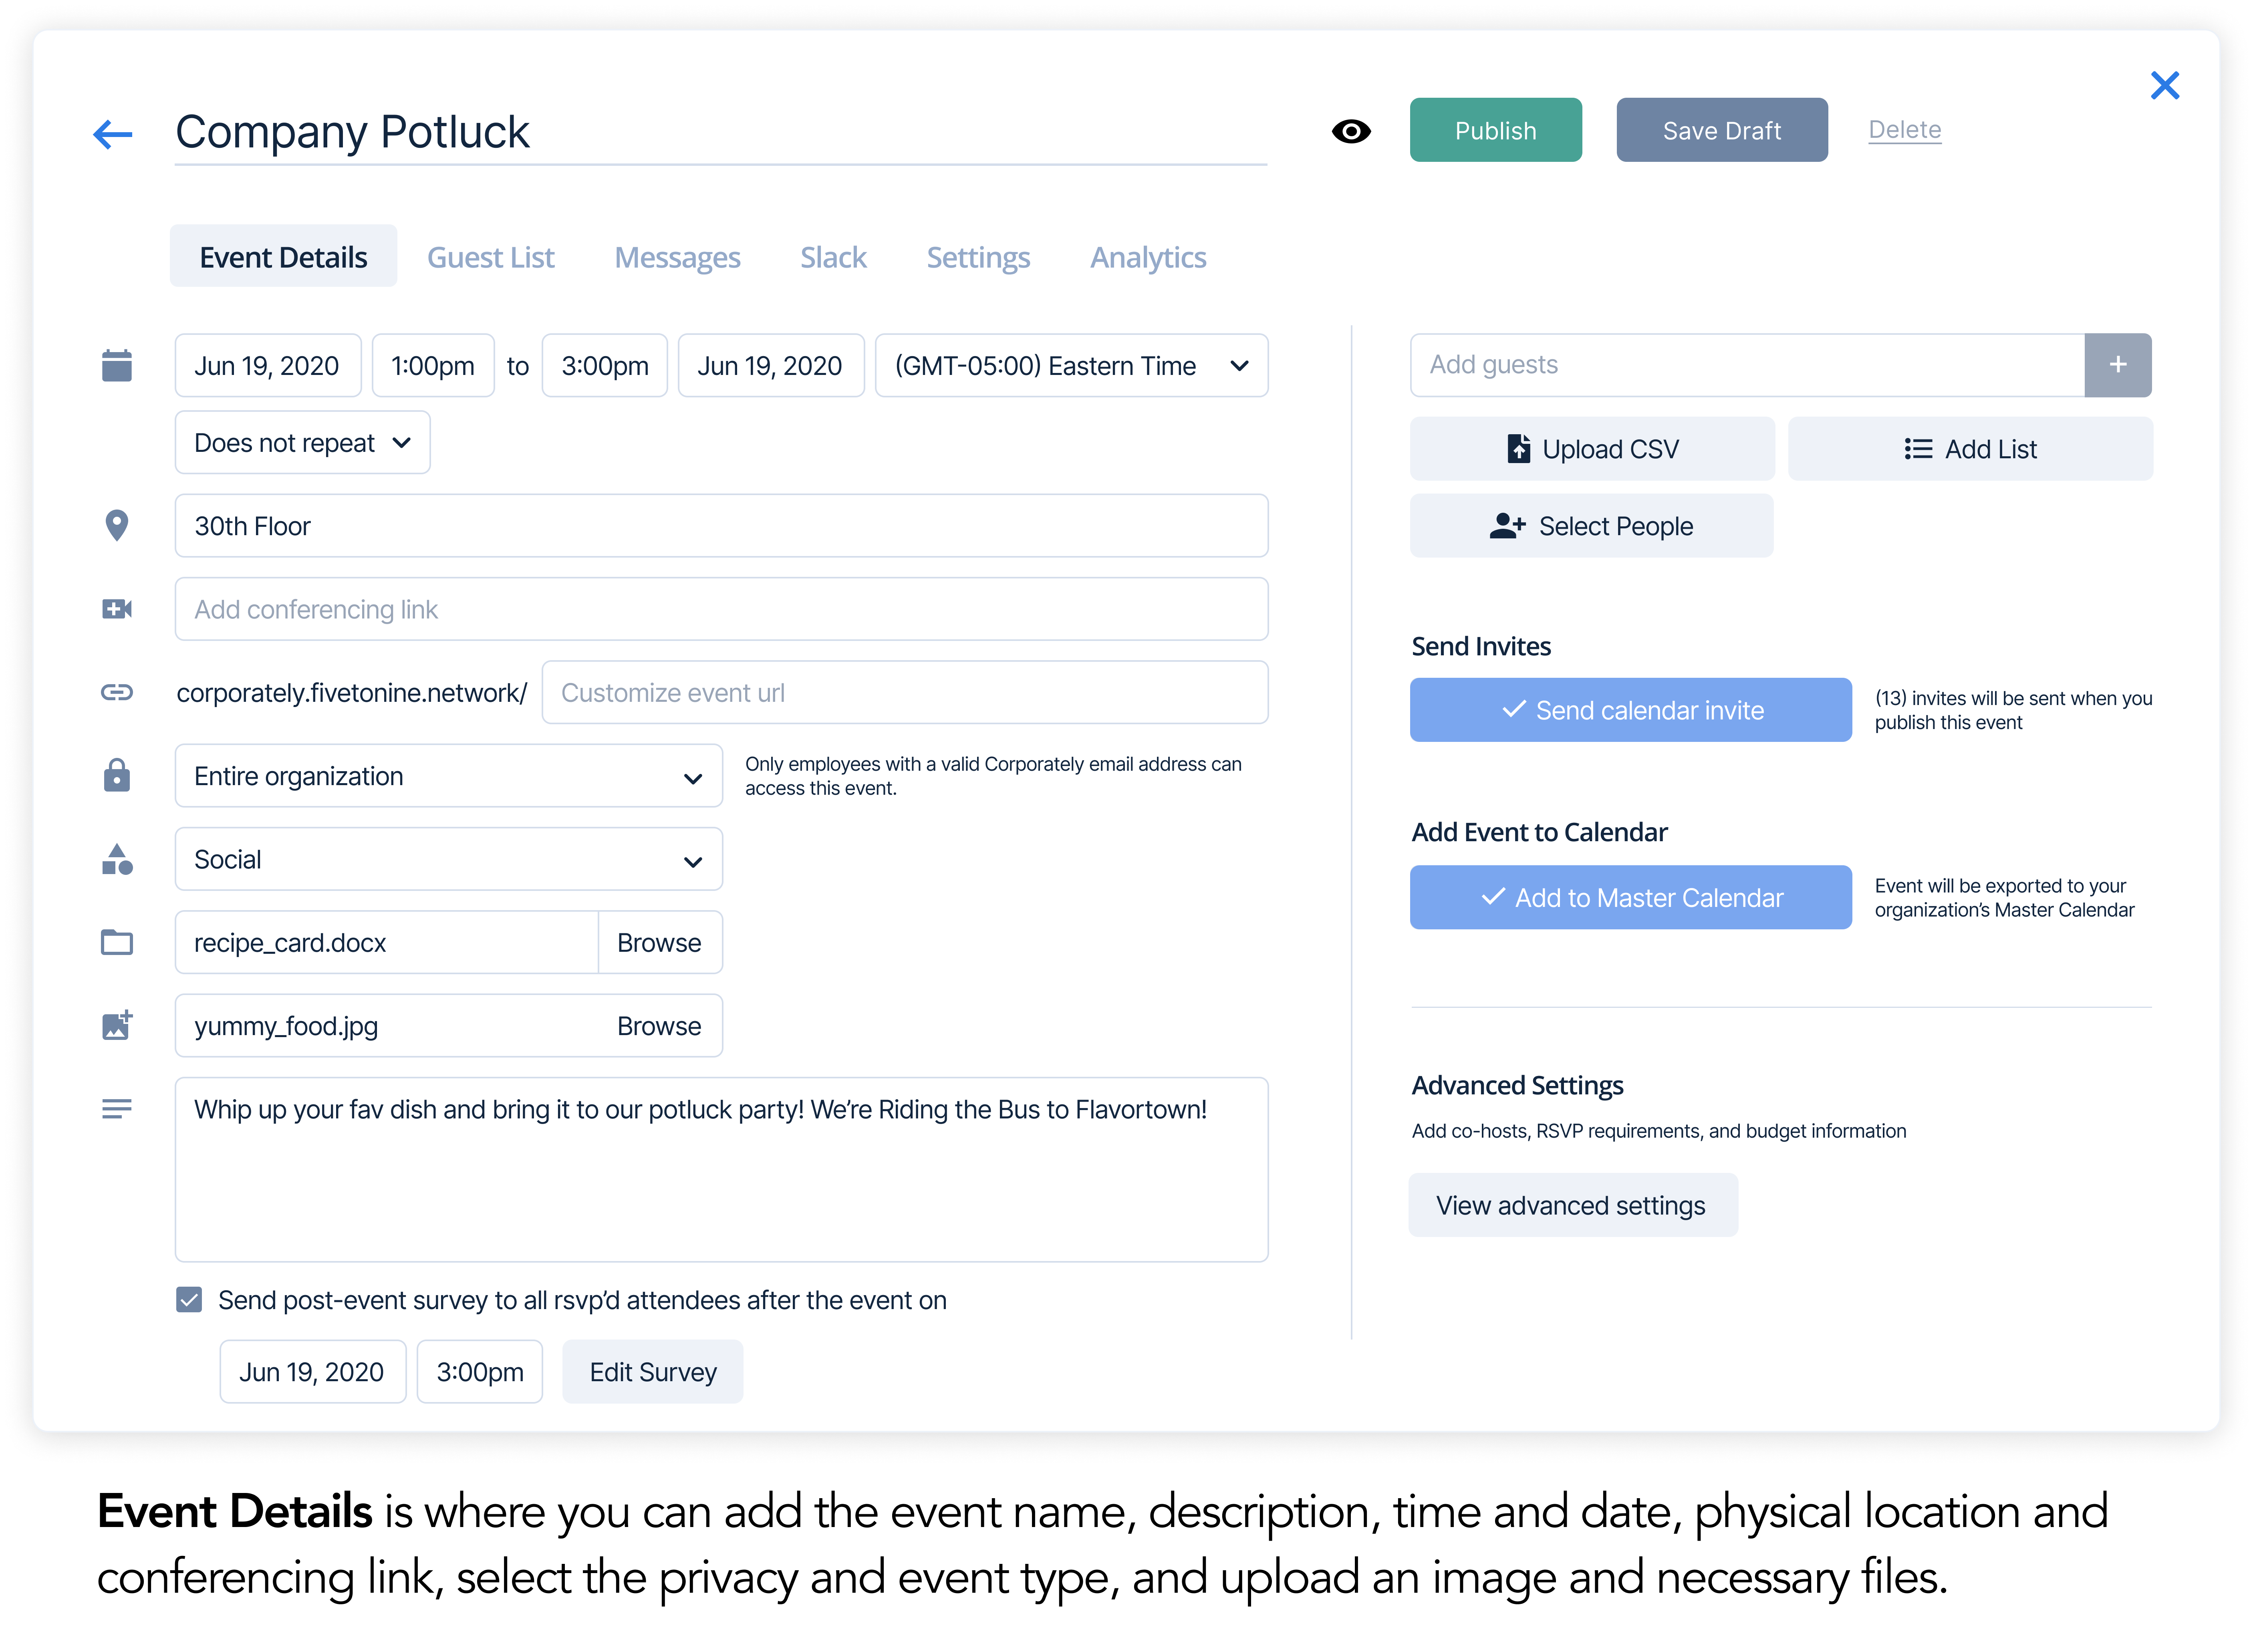 Company Potluck
Publish
Save Draft
Delete
Event Details
Guest List
Messages
Slack
Settings
Analytics
Jun 19, 2020
1:00pm
to
3:00pm
Jun 19, 2020
(GMT-05:00) Eastern Time
Does not repeat
30th Floor
Add conferencing link
corporately.fivetonine.network/
Customize event url
Entire organization
Only employees with a valid Corporately email address can
access this event.
Social
recipe_card.docx
Browse
yummy_food.jpg
Browse
Whip up your fav dish and bring it to our potluck party! We’re Riding the Bus to Flavortown!
Send post-event survey to all rsvp’d attendees after the event on
Jun 19, 2020
3:00pm
Edit Survey
Add guests
+
Upload CSV
Add List
Select People
Send Invites
Send calendar invite
(13) invites will be sent when you
publish this event
Add Event to Calendar
Add to Master Calendar
Event will be exported to your
organization’s Master Calendar
Advanced Settings
Add co-hosts, RSVP requirements, and budget information
View advanced settings
Event Details is where you can add the event name, description, time and date, physical location and
conferencing link, select the privacy and event type, and upload an image and necessary files.